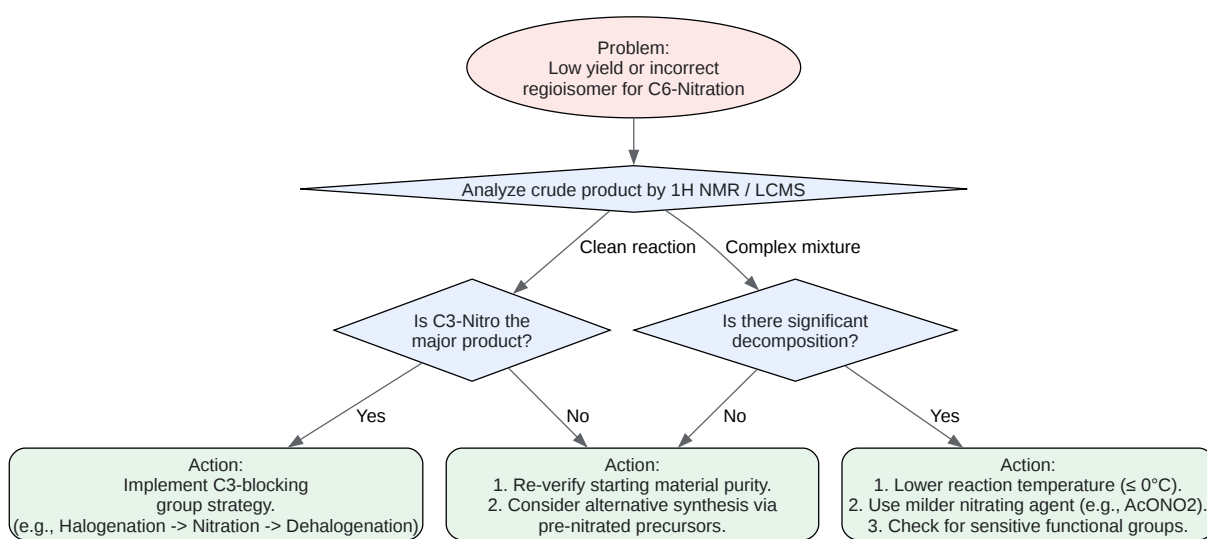 Problem:
Low yield or incorrect
regioisomer for C6-Nitration
Analyze crude product by 1H NMR / LCMS
Clean reaction
Complex mixture
Is C3-Nitro the
major product?
Is there significant
decomposition?
Yes
No
No
Yes
Action:
Implement C3-blocking
group strategy.
(e.g., Halogenation -> Nitration -> Dehalogenation)
Action:
1. Re-verify starting material purity.
2. Consider alternative synthesis via
pre-nitrated precursors.
Action:
1. Lower reaction temperature (≤ 0°C).
2. Use milder nitrating agent (e.g., AcONO2).
3. Check for sensitive functional groups.